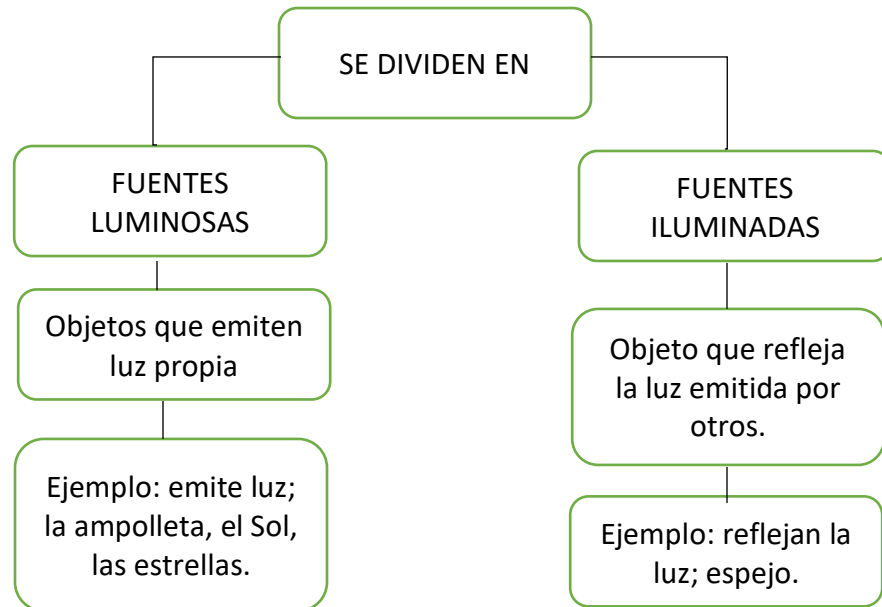 SE DIVIDEN EN
FUENTES
LUMINOSAS
Objetos que emiten
luz propia
Ejemplo: emite luz;
la ampolleta, el Sol,
las estrellas.
FUENTES
ILUMINADAS
Objeto que refleja
la luz emitida por
otros.
Ejemplo: reflejan la
luz; espejo.